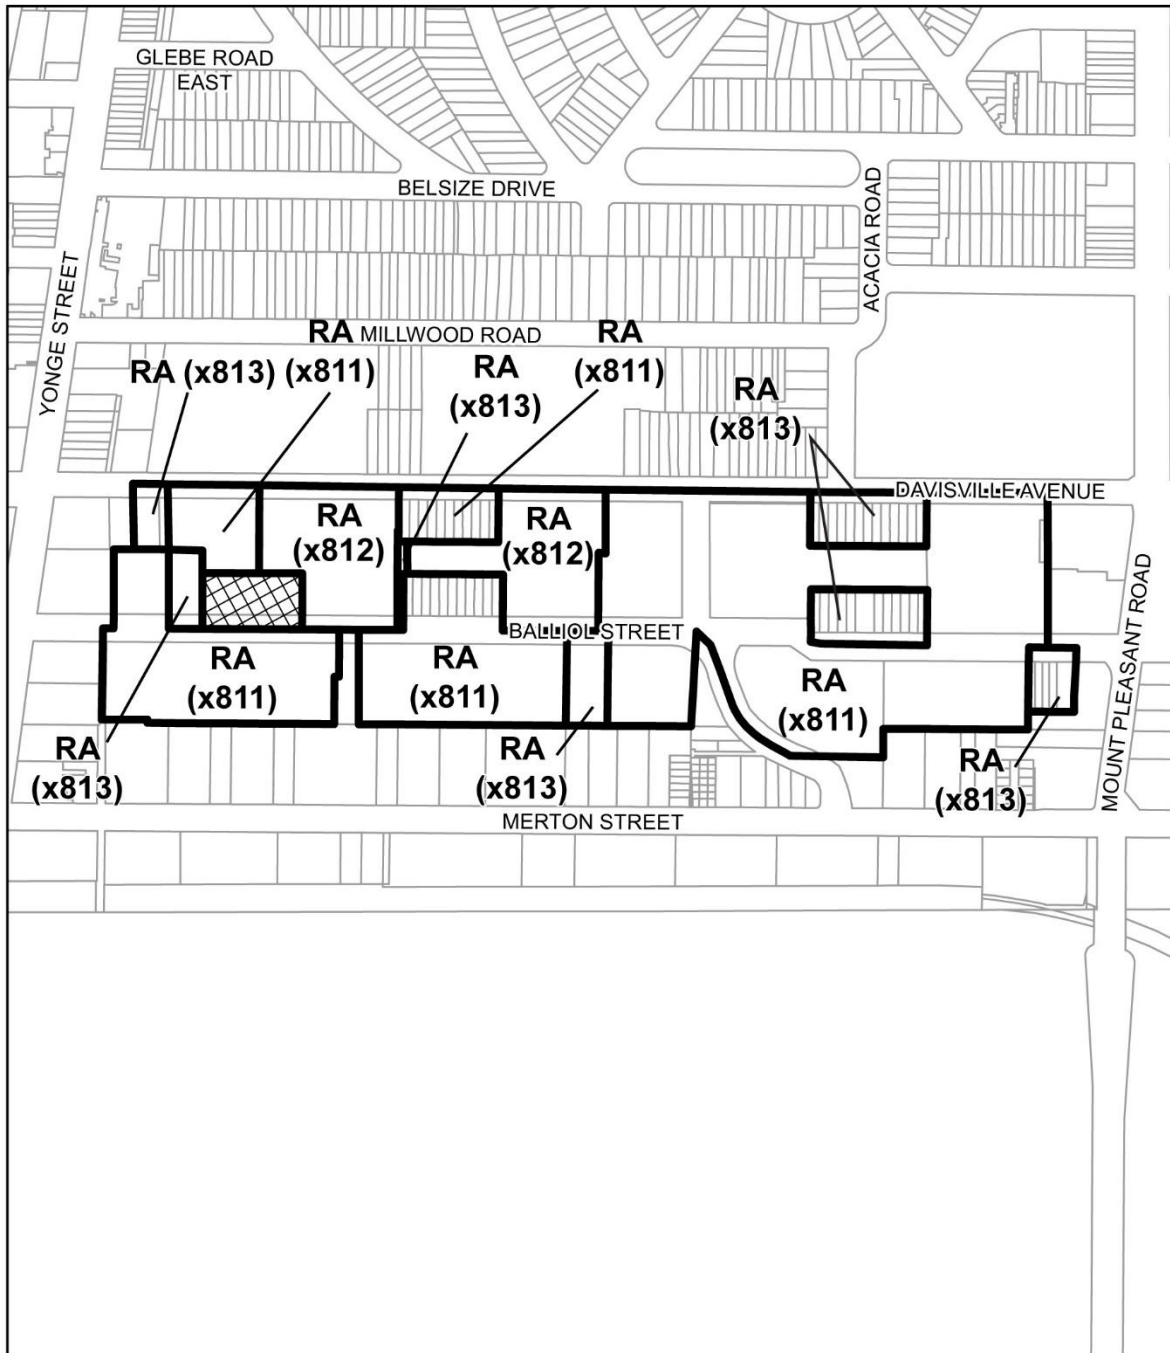 GLEBE ROAD
EAST
BELSIZE DRIVE
ACACIA ROAD
YONGE STREET
MILLWOOD ROAD
RA (x813)
RA
(x811)
RA
(x813)
RA
(x811)
RA
(x813)
DAVISVILLE AVENUE
RA
(x812)
RA
(x812)
BALLIOL STREET
MOUNT PLEASANT ROAD
RA
(x811)
RA
(x811)
RA
(x811)
RA
(x813)
RA
(x813)
RA
(x813)
MERTON STREET